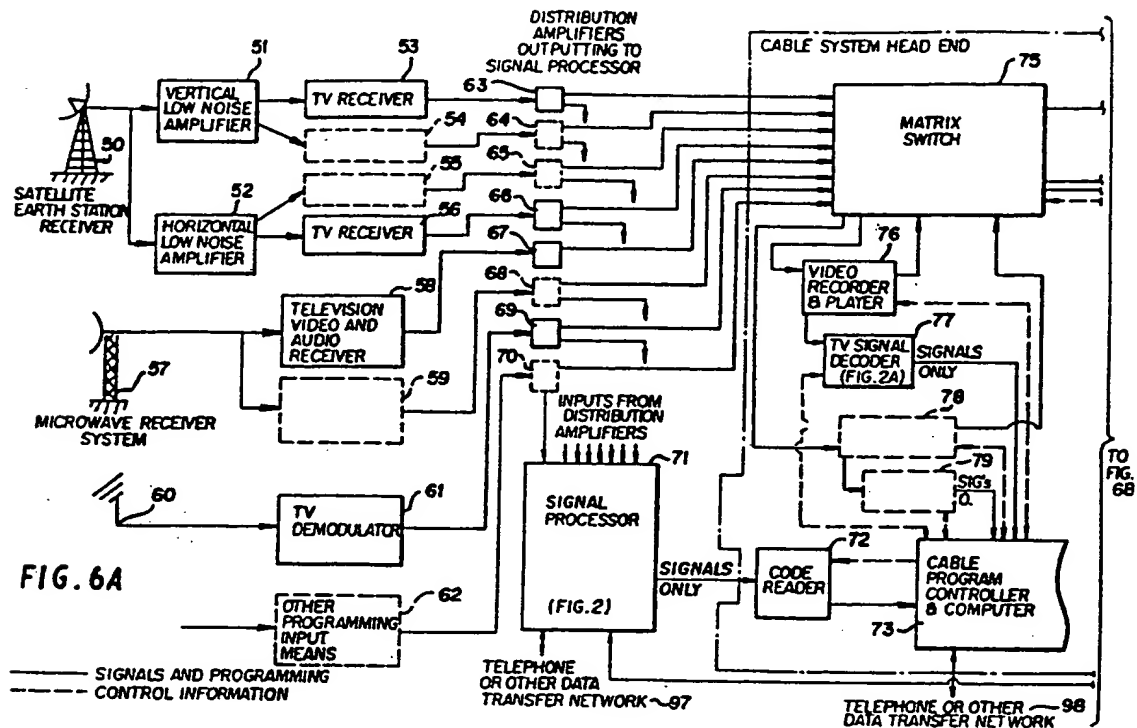 DISTRIBUTION
AMPLIFIERS
OUTPUTTING TO
SIGNAL PROCESSOR
CABLE SYSTEM HEAD END
51
53
63
75
VERTICAL
LOW NOISE
AMPLIFIER
TV RECEIVER
54
64
MATRIX
SWITCH
50
55
65
SATELLITE
EARTH STATION
RECEIVER
52
56
66
HORIZONTAL
LOW NOISE
AMPLIFIER
TV RECEIVER
67
76
58
68
VIDEO
RECORDER
& PLAYER
TELEVISION
VIDEO AND
AUDIO
RECEIVER
69
77
57
70
TV SIGNAL
DECODER
(FIG.2A)
SIGNALS
ONLY
59
MICROWAVE RECEIVER
SYSTEM
INPUTS FROM
DISTRIBUTION
AMPLIFIERS
78
71
79
TO
FIG.
6B
60
61
SIG'S
O.
TV
DEMODULATOR
SIGNAL
PROCESSOR
72
FIG. 6A
62
SIGNALS
ONLY
CODE
READER
CABLE
PROGRAM
CONTROLLER
& COMPUTER
OTHER
PROGRAMMING
INPUT
MEANS
(FIG. 2)
73
SIGNALS AND PROGRAMMING
CONTROL INFORMATION
TELEPHONE
OR OTHER DATA
TRANSFER NETWORK 97
TELEPHONE OR OTHER 98
DATA TRANSFER NETWORK